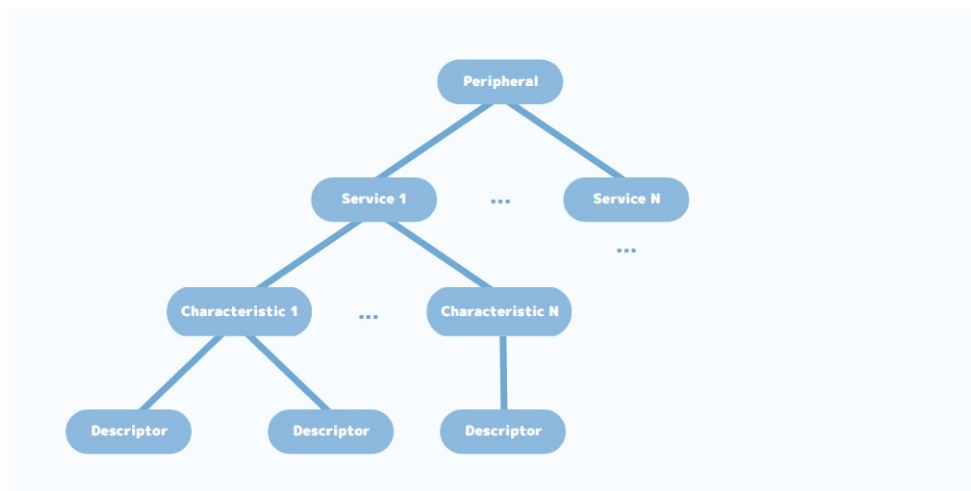 Peripheral
Service 1
...
Service N
...
Characteristic 1
...
Characteristic N
Descriptor
Descriptor
Descriptor